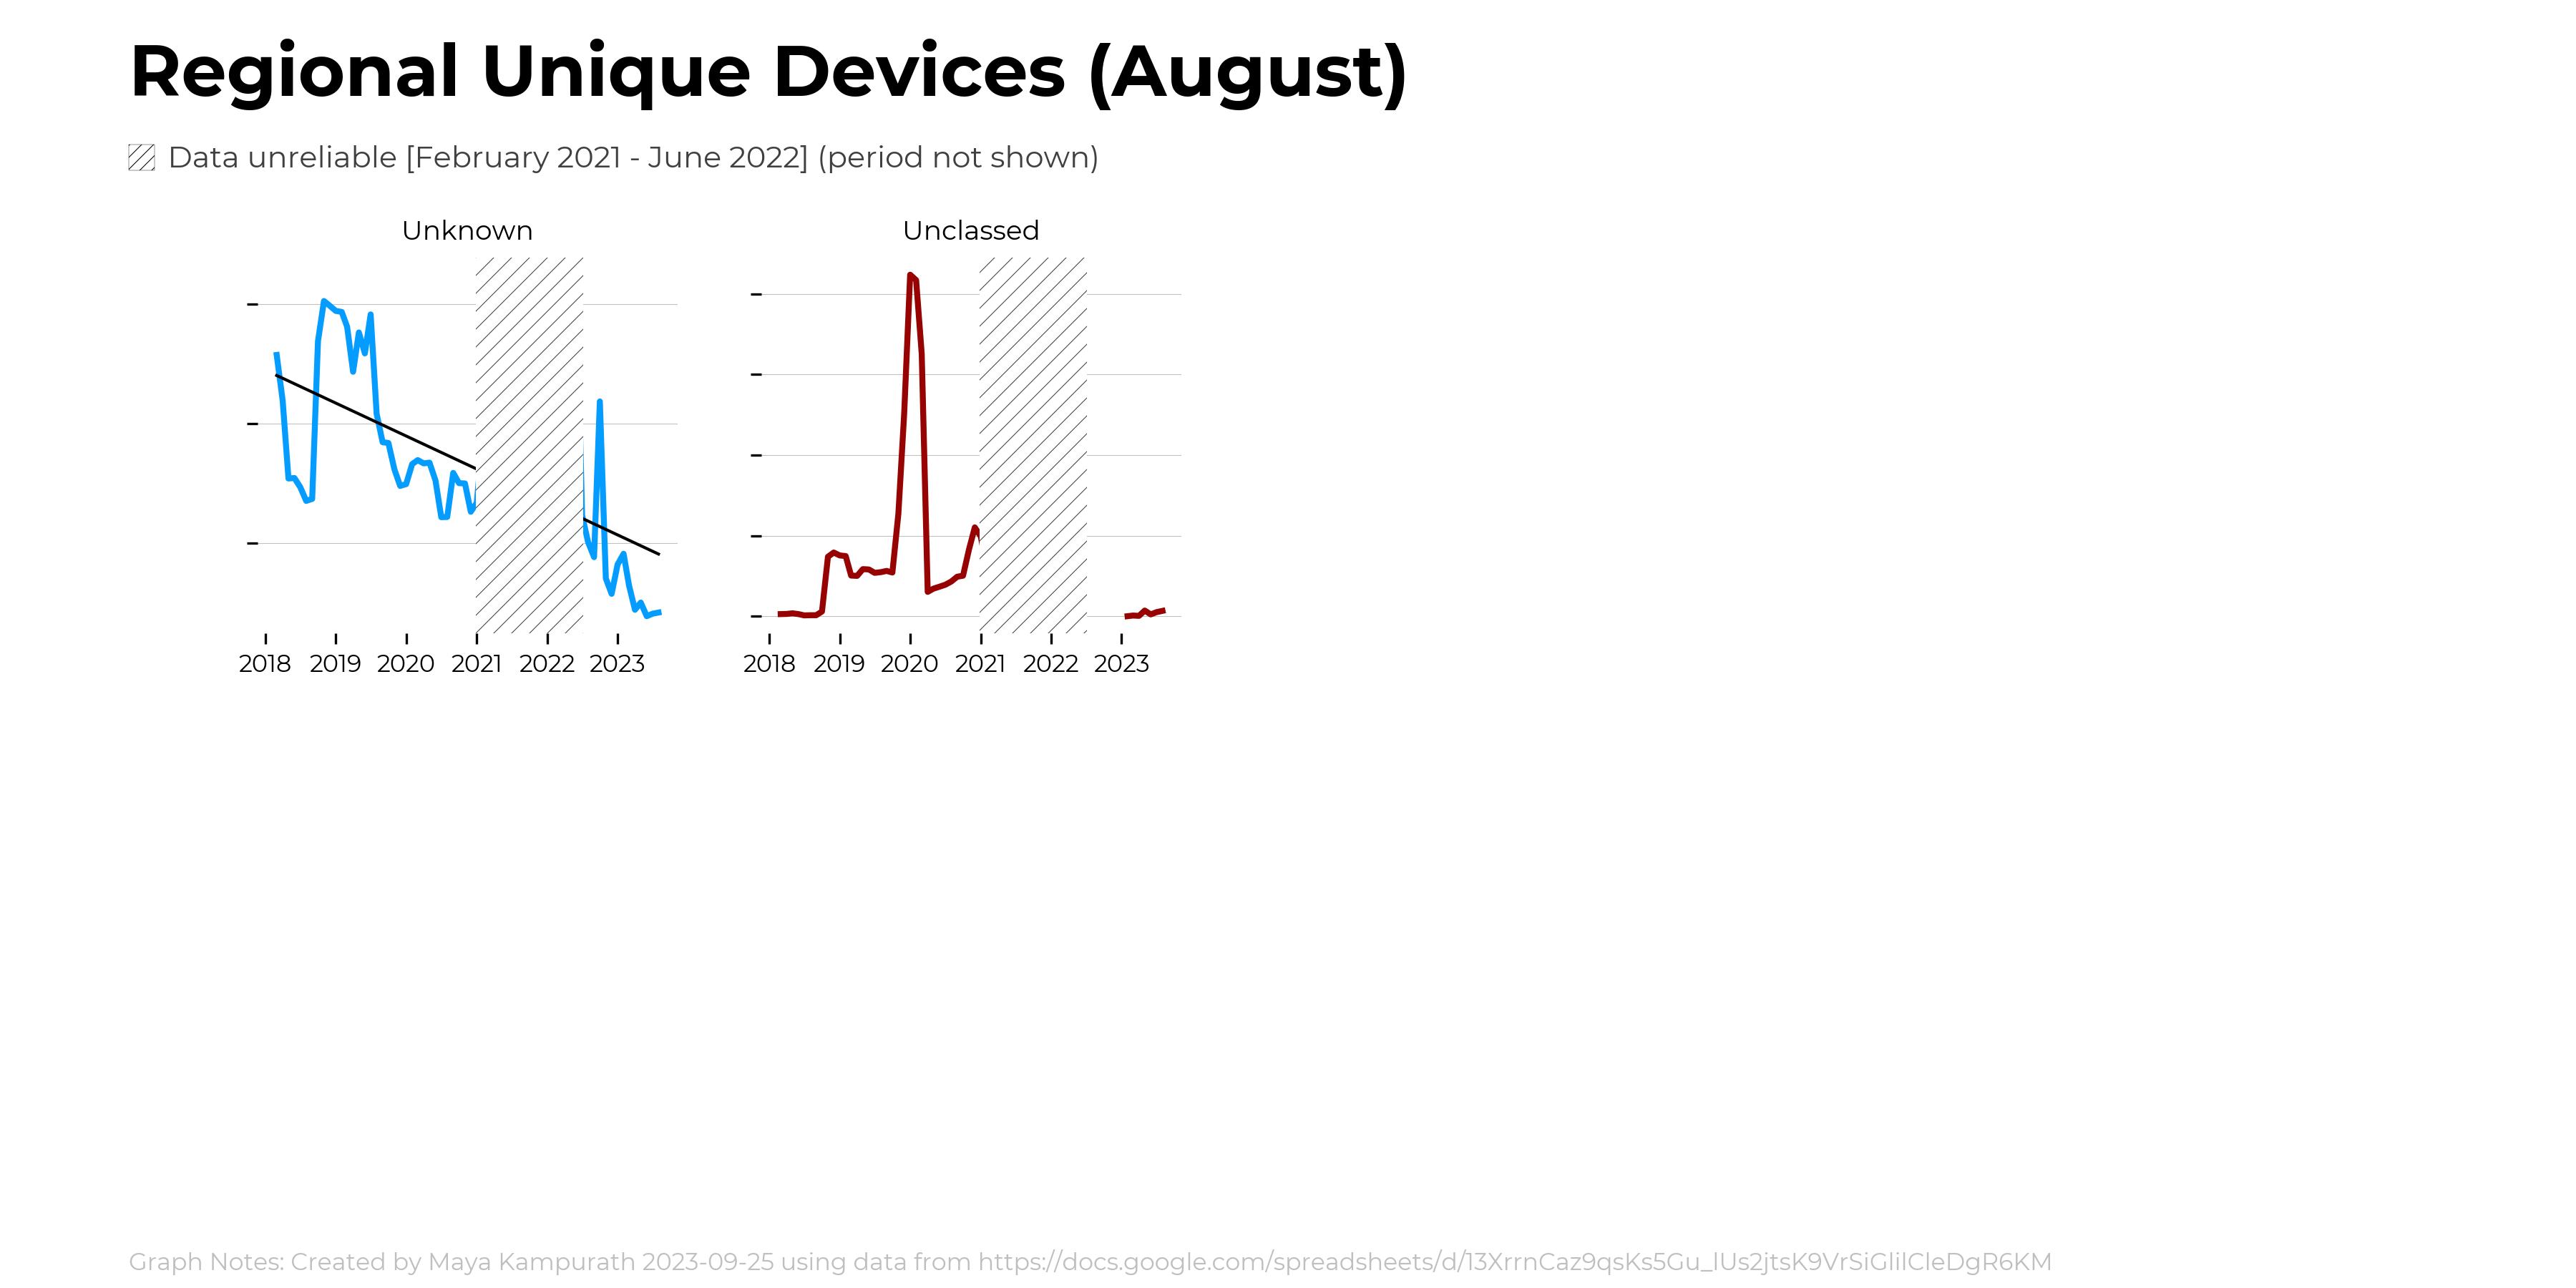 Regional Unique Devices (August)
Data unreliable [February 2021 - June 2022] (period not shown)
Unknown
Unclassed
2018 2019 2020 2021 2022 2023
2018 2019 2020 2021 2022 2023
Graph Notes: Created by Maya Kampurath 2023-09-25 using data from https://docs.google.com/spreadsheets/d/13XrrnCaz9qsKs5Gu_lUs2jtsK9VrSiGlilCleDgR6KM